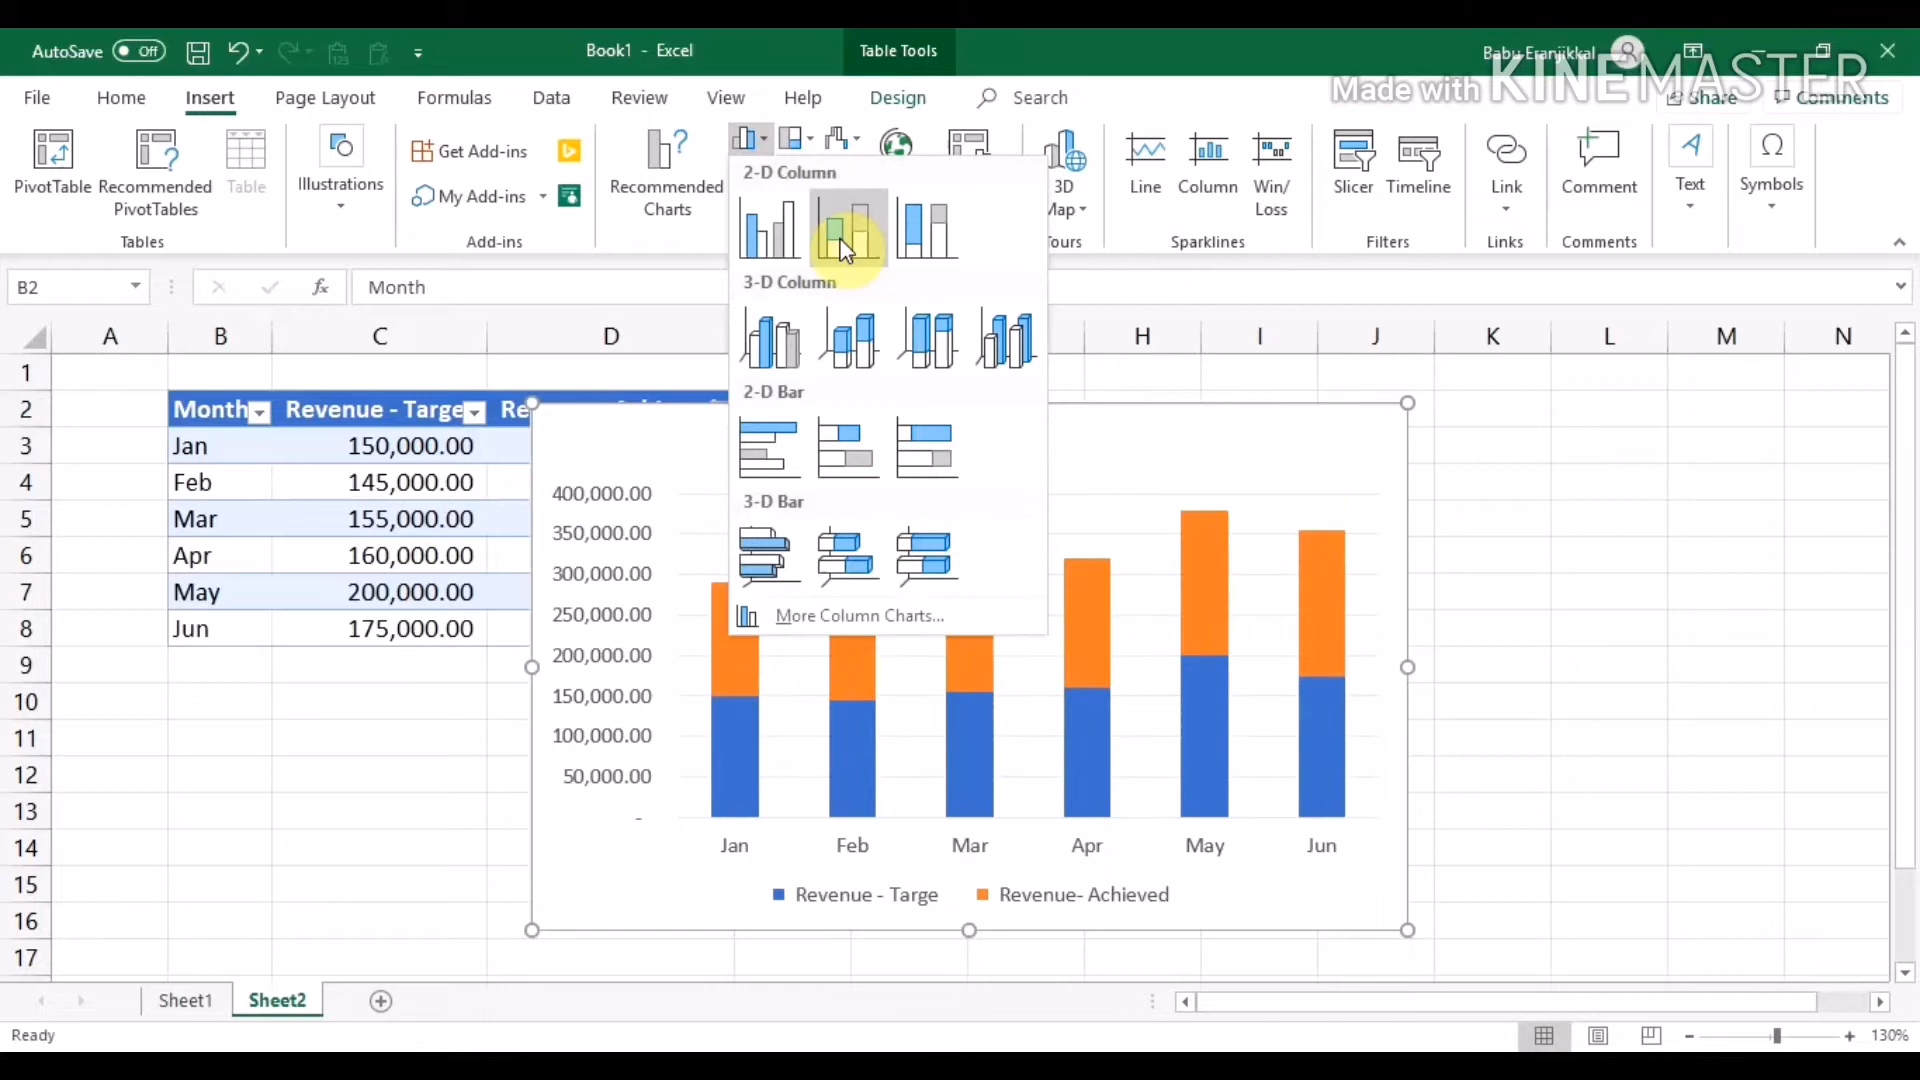 AutoSave Off Book1 - Excel Table Tools Babu Eranjikkal
Made with KINEMASTER
File Home Insert Page Layout Formulas Data Review View Help Design Search Share Comments
PivotTable Recommended PivotTables Table
Tables
Illustrations
Get Add-ins
My Add-ins
Add-ins
Recommended Charts
3D Map
Tours
Line Column Win/Loss
Sparklines
Slicer Timeline
Filters
Link
Links
Comment
Comments
Text
Symbols
2-D Column
3-D Column
2-D Bar
3-D Bar
More Column Charts...
B2 fx Month
A B C D H I J K L M N
1
2 Month Revenue - Targe Re
3 Jan 150,000.00
4 Feb 145,000.00
5 Mar 155,000.00
6 Apr 160,000.00
7 May 200,000.00
8 Jun 175,000.00
9
10
11
12
13
14
15
16
17
400,000.00
350,000.00
300,000.00
250,000.00
200,000.00
150,000.00
100,000.00
50,000.00
-
Jan Feb Mar Apr May Jun
Revenue - Targe Revenue- Achieved
Sheet1 Sheet2
Ready 130%